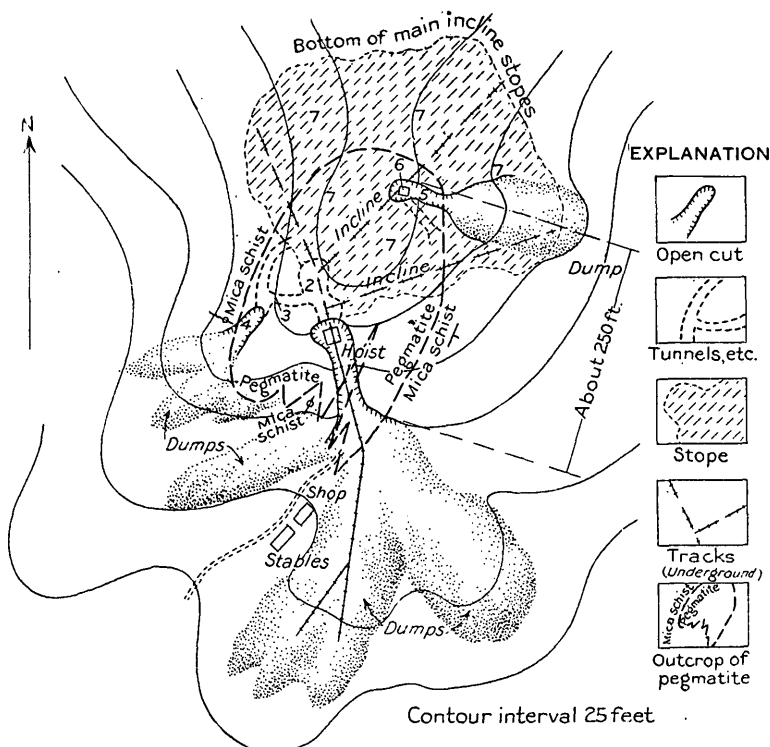 Bottom of main incline stopes
N
7
7
7
6
5
7
7
Incline
Incline
Mica schist
2
3
4
Dump
Hoist
Pegmatite
Mica schist
Pegmatite
Mica schist
Dumps
Shop
Stables
Dumps
About 250 ft.
EXPLANATION
Open cut
Tunnels, etc.
Stope
Tracks
(Underground)
Mica schist
Pegmatite
Outcrop of
pegmatite
Contour interval 25 feet